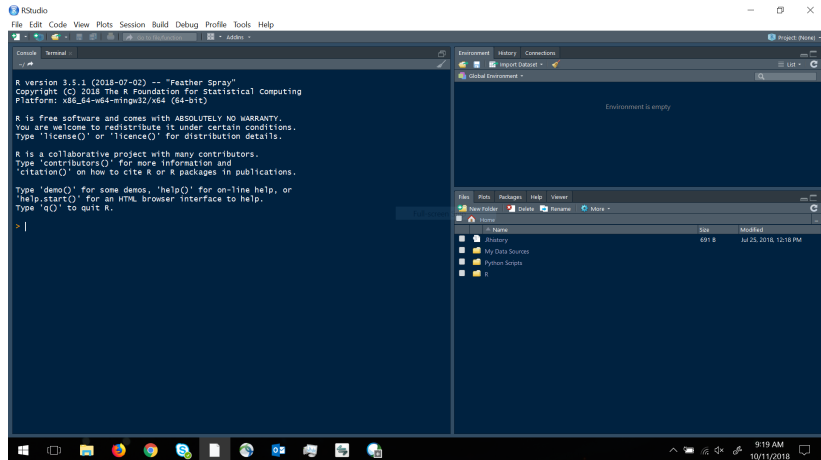 RStudio
File Edit Code View Plots Session Build Debug Profile Tools Help
Go to file/function Addins
Project: (None)
Console Terminal
~/
R version 3.5.1 (2018-07-02) -- "Feather Spray"
Copyright (C) 2018 The R Foundation for Statistical Computing
Platform: x86_64-w64-mingw32/x64 (64-bit)
R is free software and comes with ABSOLUTELY NO WARRANTY.
You are welcome to redistribute it under certain conditions.
Type 'license()' or 'licence()' for distribution details.
R is a collaborative project with many contributors.
Type 'contributors()' for more information and
'citation()' on how to cite R or R packages in publications.
Type 'demo()' for some demos, 'help()' for on-line help, or
'help.start()' for an HTML browser interface to help.
Type 'q()' to quit R.
>
Environment History Connections
Import Dataset List
Global Environment
Environment is empty
Files Plots Packages Help Viewer
New Folder Delete Rename More
Home
Name Size Modified
.Rhistory 691 B Jul 25, 2018, 12:18 PM
My Data Sources
Python Scripts
R
9:19 AM
10/11/2018